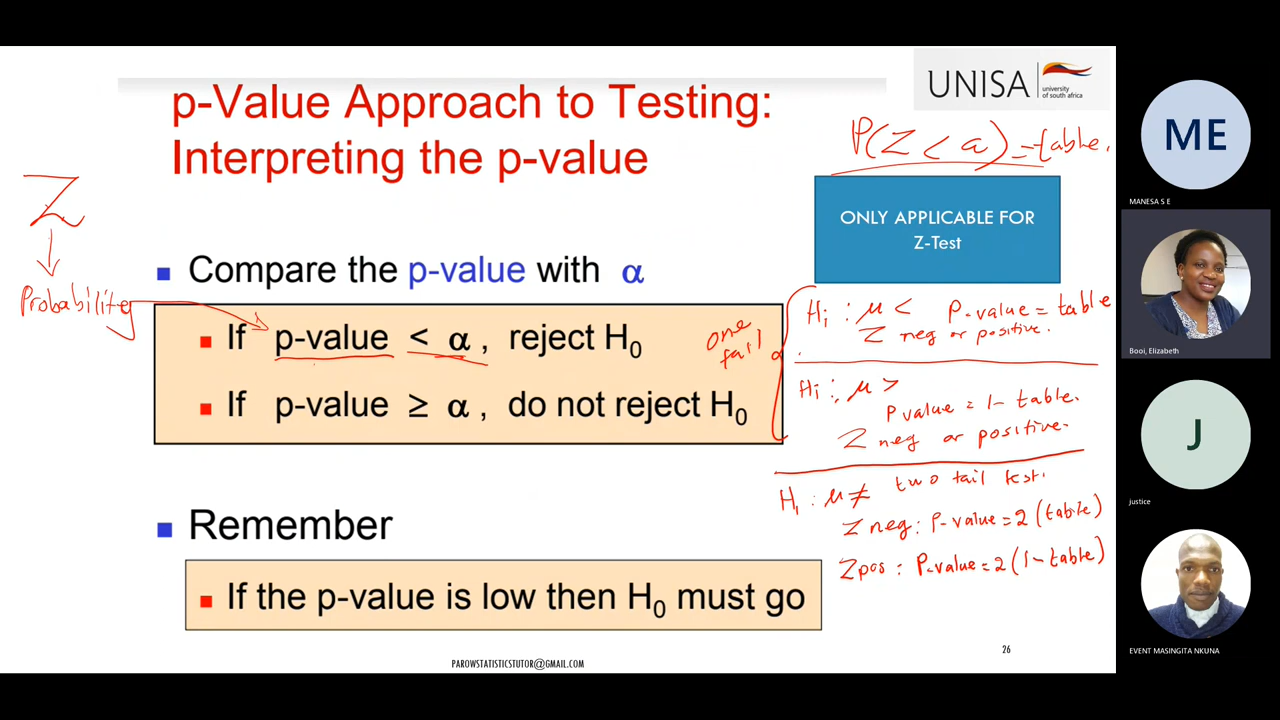 p-Value Approach to Testing:
Interpreting the p-value
UNISA
university
of south africa
P(Z < a) = table.
ONLY APPLICABLE FOR
Z-Test
Z
Probability
Compare the p-value with α
If p-value < α , reject H0
If p-value ≥ α , do not reject H0
one
tail
H1 : μ < P-value = table
Z neg or positive.
H1 : μ >
P value = 1- table.
Z neg or positive.
H1 : μ ≠ two tail test.
Z neg : P-value = 2 (table)
Z pos : P-value = 2 (1- table)
Remember
If the p-value is low then H0 must go
26
PAROWSTATISTICSTUTOR@GMAIL.COM
ME
MANESA S E
Booi, Elizabeth
J
justice
EVENT MASINGITA NKUNA